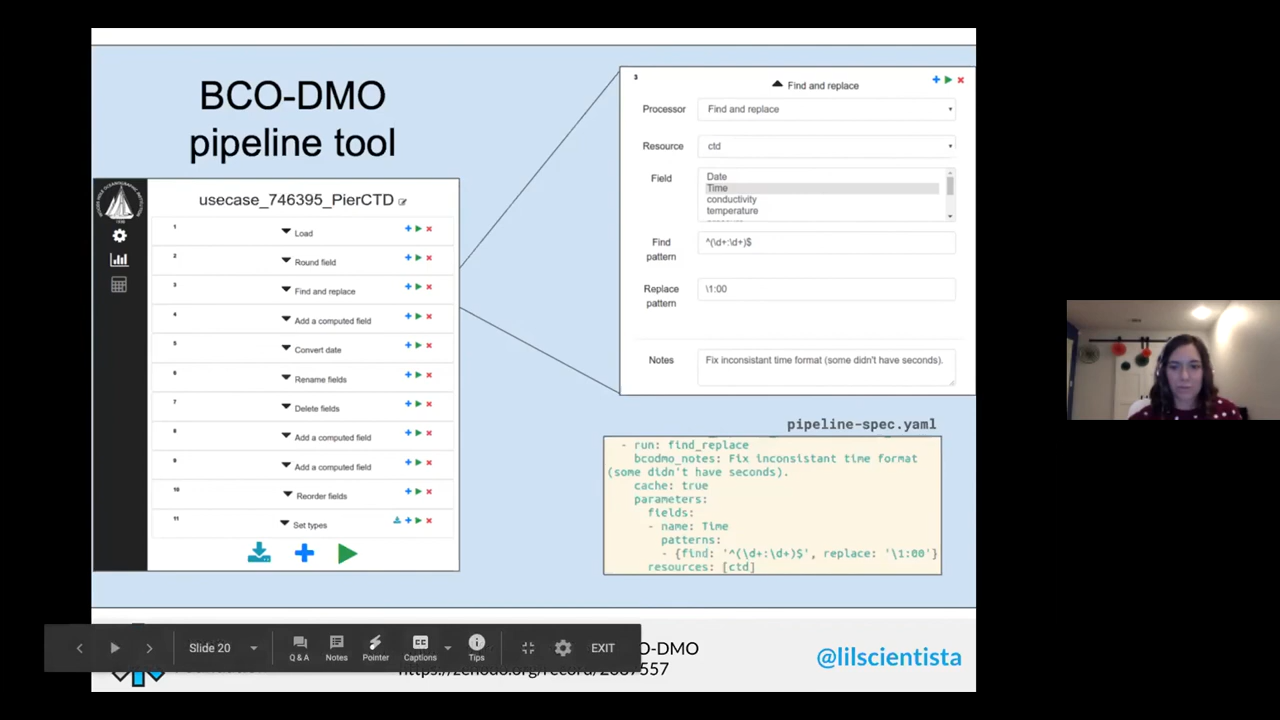 BCO-DMO
pipeline tool
usecase_746395_PierCTD
1 Load
2 Round field
3 Find and replace
4 Add a computed field
5 Convert date
6 Rename fields
7 Delete fields
8 Add a computed field
9 Add a computed field
10 Reorder fields
11 Set types
3
Find and replace
Processor Find and replace
Resource ctd
Field
Date
Time
conductivity
temperature
Find
pattern
^(\d+:\d+)$
Replace
pattern
\1:00
Notes Fix inconsistant time format (some didn't have seconds).
pipeline-spec.yaml
- run: find_replace
bcodmo_notes: Fix inconsistant time format
(some didn't have seconds).
cache: true
parameters:
fields:
- name: Time
patterns:
- {find: '^(\d+:\d+)$', replace: '\1:00'}
resources: [ctd]
Slide 20
Q & A
Notes
Pointer
Captions
Tips
EXIT
O-DMO
@lilscientista